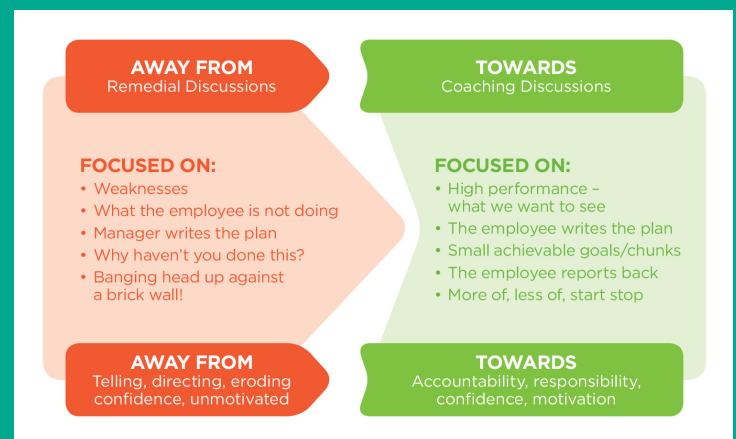 AWAY FROM
Remedial Discussions
TOWARDS
Coaching Discussions
FOCUSED ON:
• Weaknesses
• What the employee is not doing
• Manager writes the plan
• Why haven’t you done this?
• Banging head up against
a brick wall!
FOCUSED ON:
• High performance –
what we want to see
• The employee writes the plan
• Small achievable goals/chunks
• The employee reports back
• More of, less of, start stop
AWAY FROM
Telling, directing, eroding
confidence, unmotivated
TOWARDS
Accountability, responsibility,
confidence, motivation